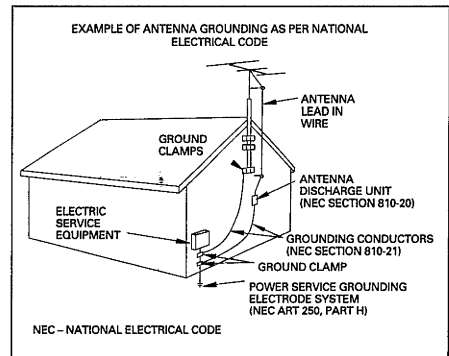 EXAMPLE OF ANTENNA GROUNDING AS PER NATIONAL
ELECTRICAL CODE
ANTENNA
LEAD IN
WIRE
GROUND
CLAMPS
ANTENNA
DISCHARGE UNIT
(NEC SECTION 810-20)
ELECTRIC
SERVICE
EQUIPMENT
GROUNDING CONDUCTORS
(NEC SECTION 810-21)
GROUND CLAMP
POWER SERVICE GROUNDING
ELECTRODE SYSTEM
(NEC ART 250, PART H)
NEC – NATIONAL ELECTRICAL CODE